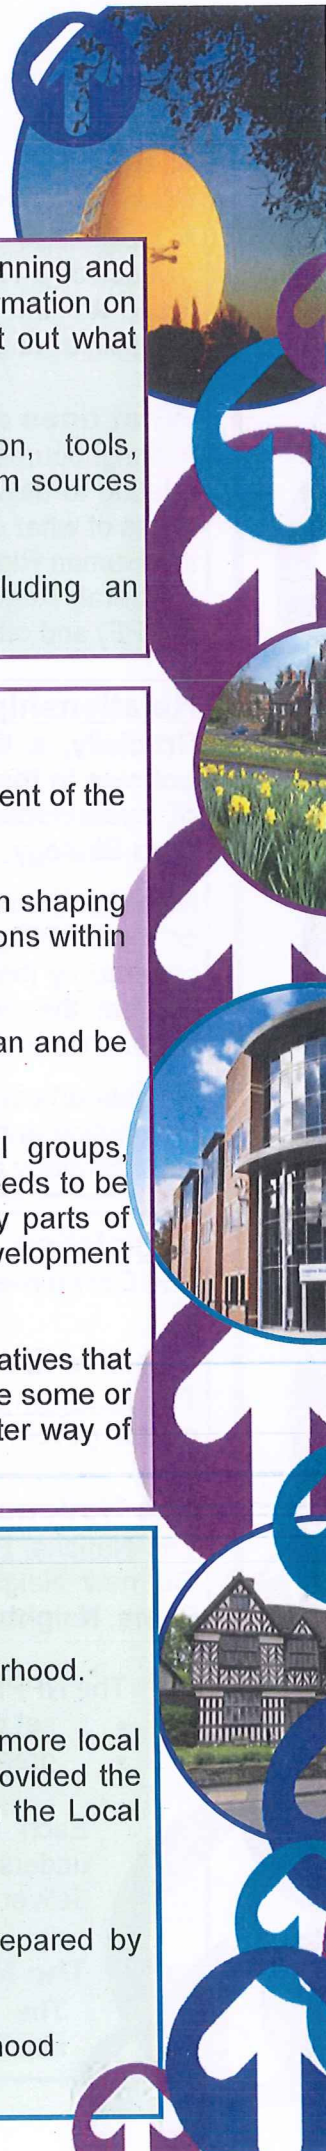 nning and
rmation on
t out what
on, tools,
m sources
luding an
ent of the
n shaping
ons within
an and be
l groups,
eeds to be
y parts of
velopment
atives that
e some or
ter way of
rhood.
more local
ovided the
the Local
epared by
hood